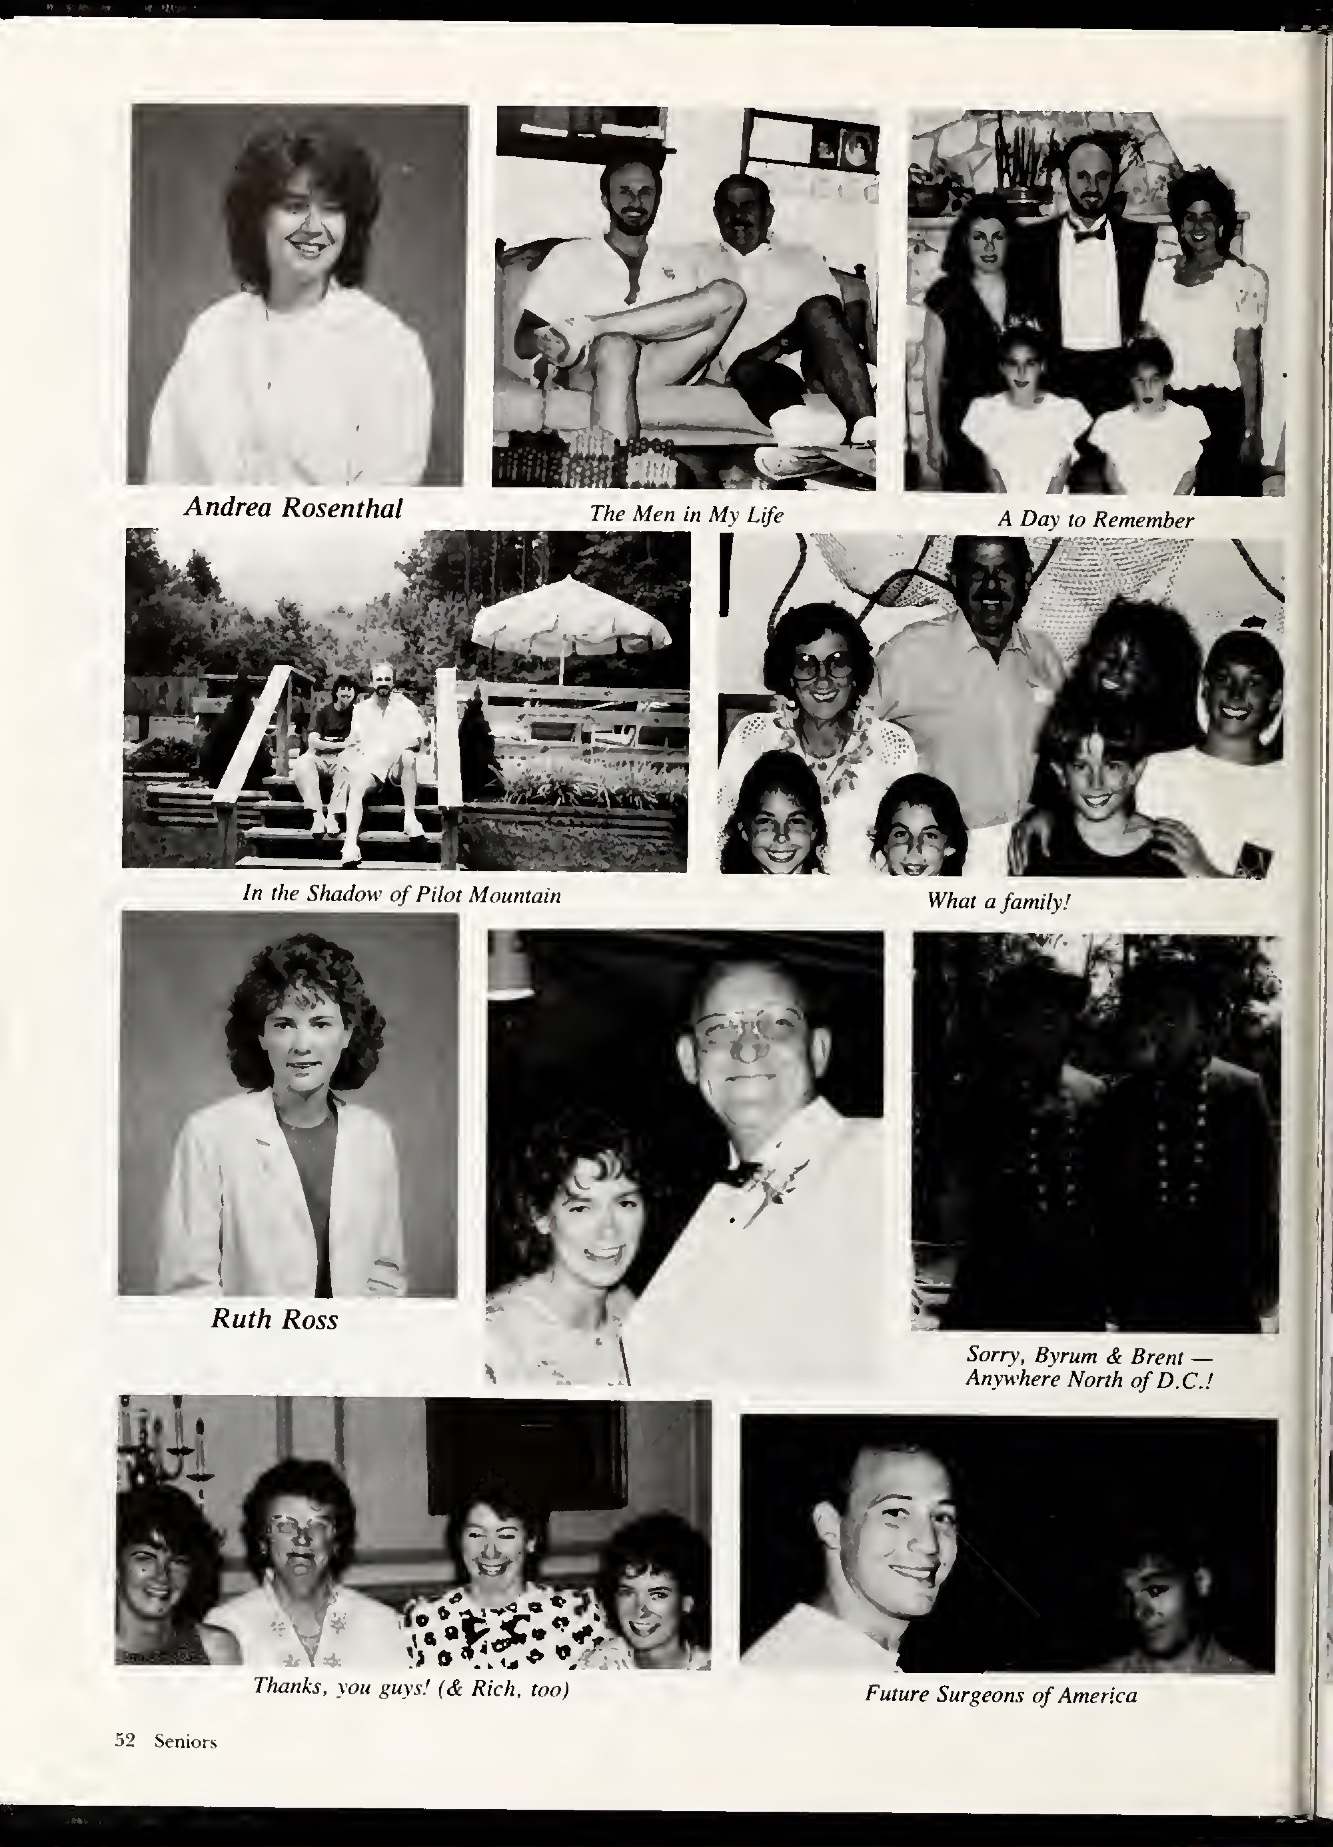 Andrea Rosenthal
The Men in My Life
A Day to Remember
In the Shadow of Pilot Mountain
What a family!
Ruth Ross
Sorry, Byrum & Brent —
Anywhere North of D.C.!
Thanks, you guys! (& Rich, too)
Future Surgeons of America
52 Seniors